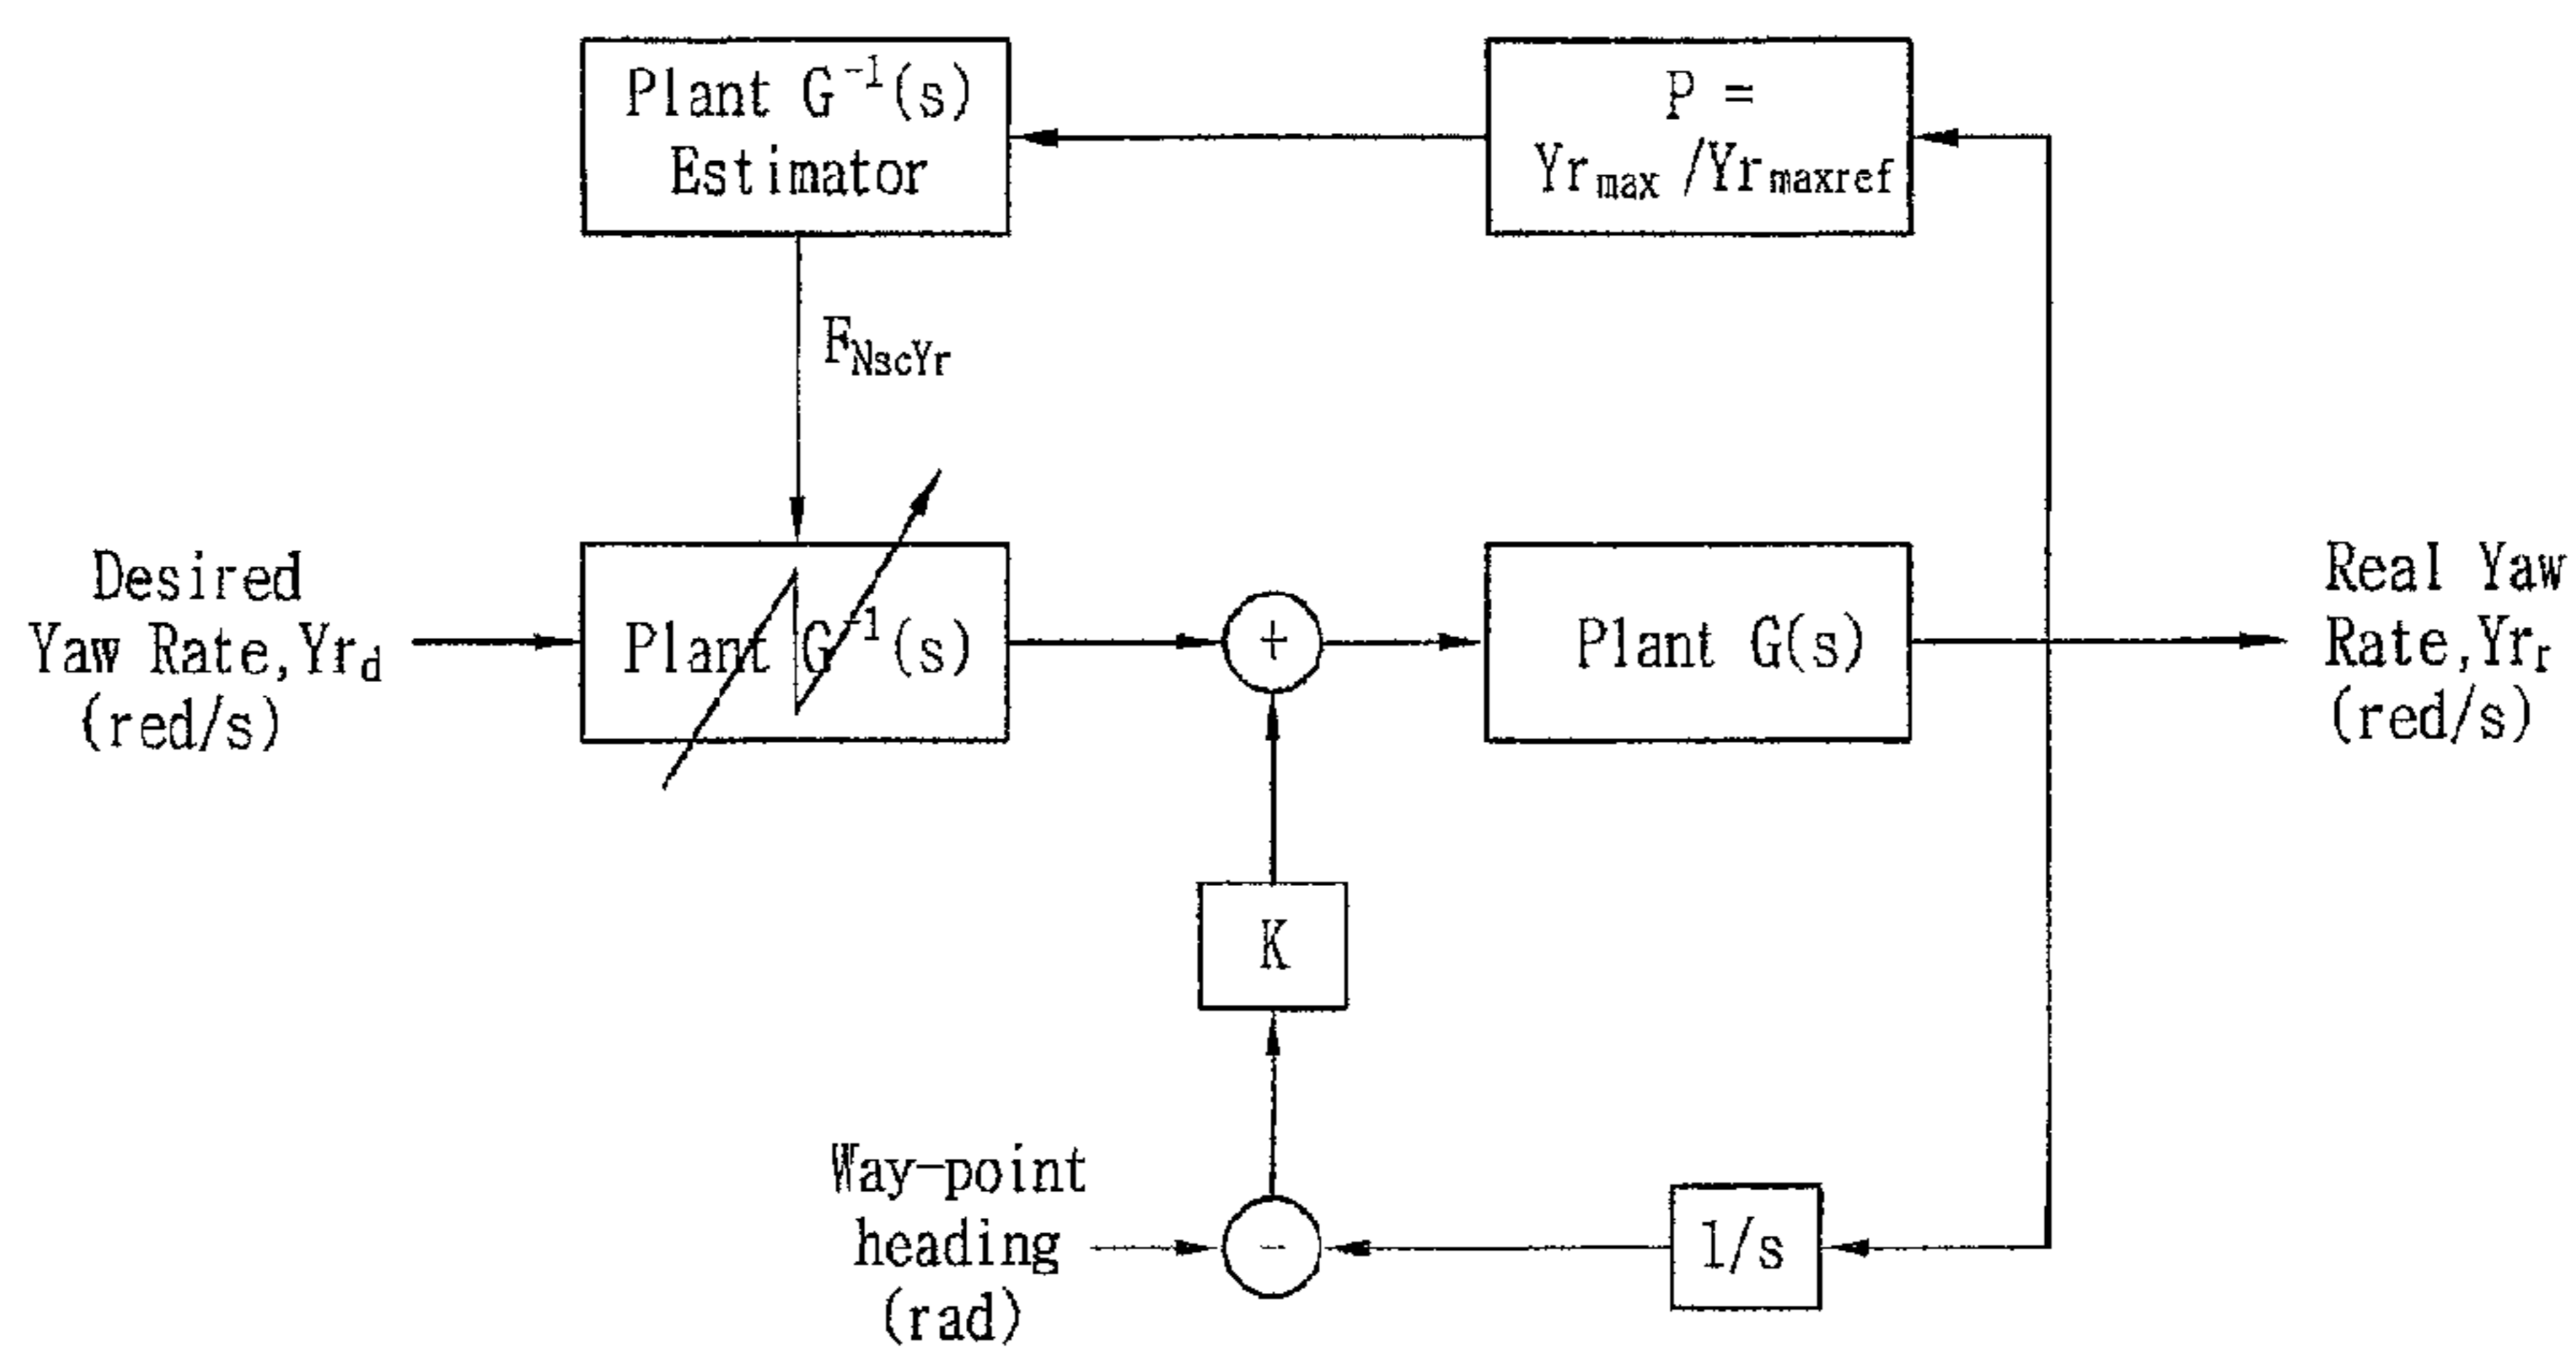 Plant G⁻¹(s)
Estimator
P =
Yrmax /Yrmaxref
FNscYr
Desired
Yaw Rate,Yrd
(red/s)
Plant G⁻¹(s)
+
Plant G(s)
Real Yaw
Rate,Yrr
(red/s)
K
Way-point
heading
(rad)
-
1/s